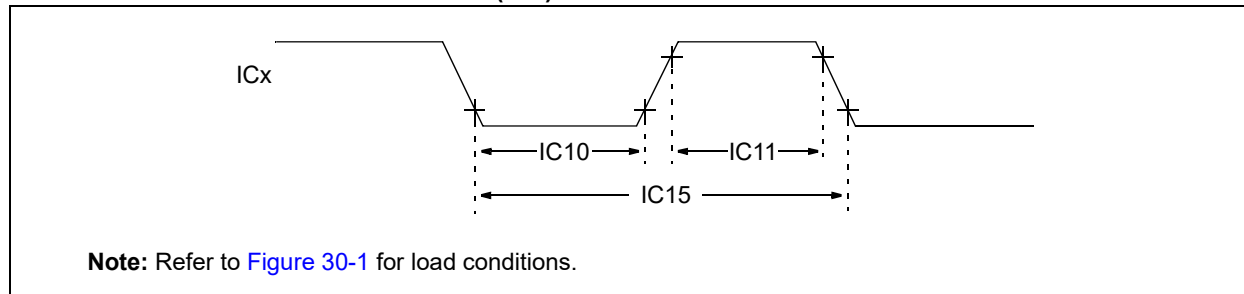 ICx
IC10
IC11
IC15
Note: Refer to Figure 30-1 for load conditions.